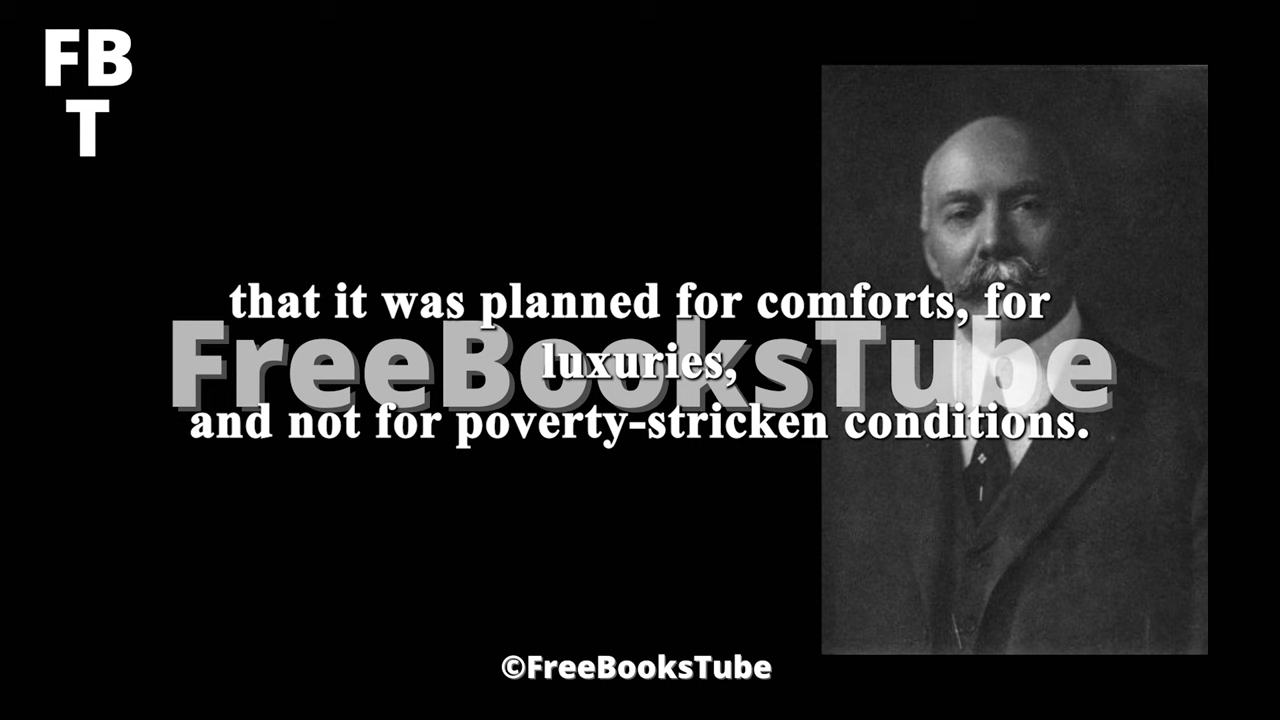 FB
T
that it was planned for comforts, for
luxuries,
FreeBooksTube
and not for poverty-stricken conditions.
©FreeBooksTube